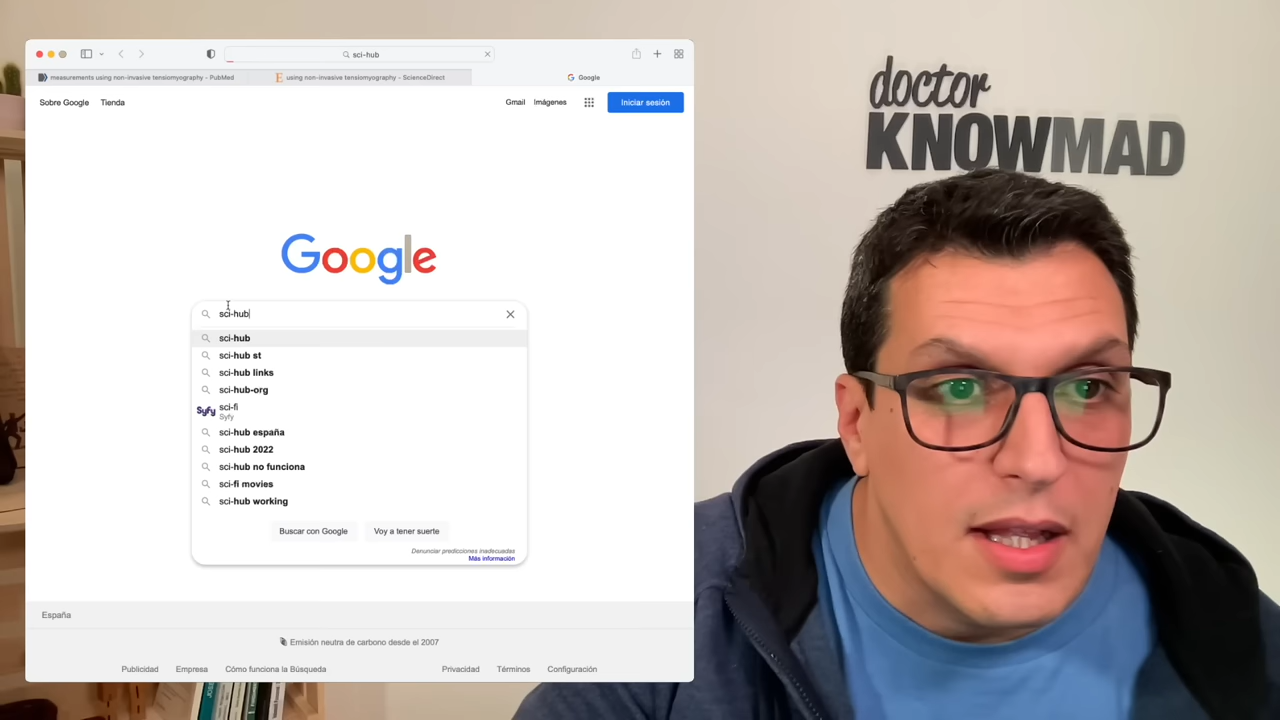 sci-hub
measurements using non-invasive tensiomyography - PubMed
using non-invasive tensiomyography - ScienceDirect
Google
Sobre Google
Tienda
Gmail
Imágenes
Iniciar sesión
Google
sci-hub
sci-hub
sci-hub st
sci-hub links
sci-hub-org
Syfy
sci-fi
Syfy
sci-hub españa
sci-hub 2022
sci-hub no funciona
sci-fi movies
sci-hub working
Buscar con Google
Voy a tener suerte
Denunciar predicciones inadecuadas
Más información
España
Emisión neutra de carbono desde el 2007
Publicidad
Empresa
Cómo funciona la Búsqueda
Privacidad
Términos
Configuración
doctor
KNOWMAD